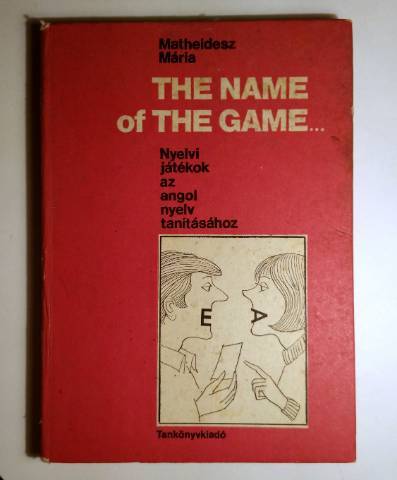 Matheidesz
Mária
THE NAME
of THE GAME...
Nyelvi
játékok
az
angol
nyelv
tanításához
E A
Tankönyvkiadó